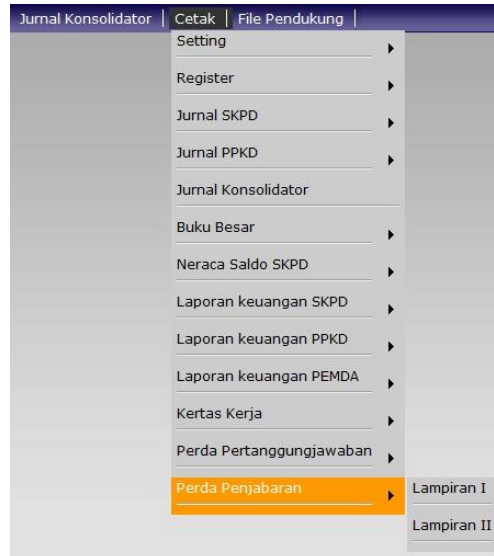 Jurnal Konsolidator | Cetak | File Pendukung |
Setting
Register
Jurnal SKPD
Jurnal PPKD
Jurnal Konsolidator
Buku Besar
Neraca Saldo SKPD
Laporan keuangan SKPD
Laporan keuangan PPKD
Laporan keuangan PEMDA
Kertas Kerja
Perda Pertanggungjawaban
Perda Penjabaran
Lampiran I
Lampiran II